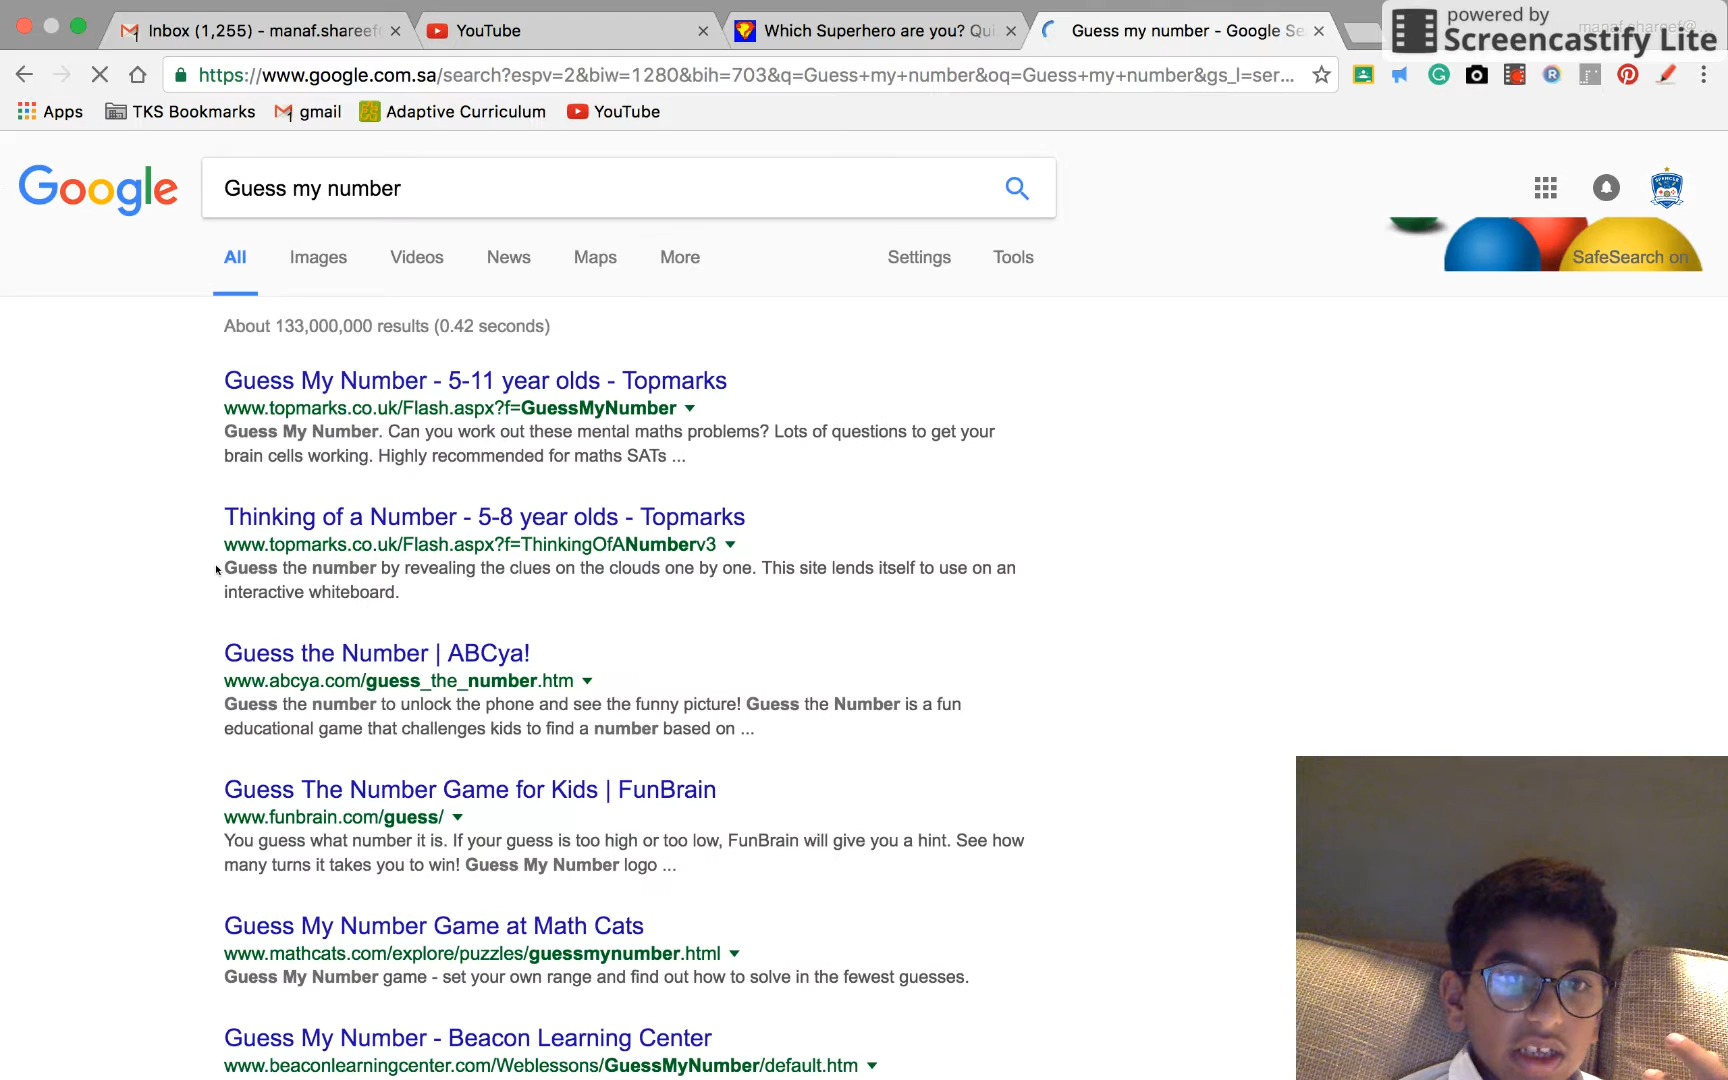 Inbox (1,255) - manaf.shareef
YouTube
Which Superhero are you? Qui
Guess my number - Google Se
powered by
Screencastify Lite
manaf.shareef@
https://www.google.com.sa/search?espv=2&biw=1280&bih=703&q=Guess+my+number&oq=Guess+my+number&gs_l=ser...
Apps
TKS Bookmarks
gmail
Adaptive Curriculum
YouTube
Google
Guess my number
All
Images
Videos
News
Maps
More
Settings
Tools
SafeSearch on
About 133,000,000 results (0.42 seconds)
Guess My Number - 5-11 year olds - Topmarks
www.topmarks.co.uk/Flash.aspx?f=GuessMyNumber
Guess My Number. Can you work out these mental maths problems? Lots of questions to get your
brain cells working. Highly recommended for maths SATs ...
Thinking of a Number - 5-8 year olds - Topmarks
www.topmarks.co.uk/Flash.aspx?f=ThinkingOfANumberv3
Guess the number by revealing the clues on the clouds one by one. This site lends itself to use on an
interactive whiteboard.
Guess the Number | ABCya!
www.abcya.com/guess_the_number.htm
Guess the number to unlock the phone and see the funny picture! Guess the Number is a fun
educational game that challenges kids to find a number based on ...
Guess The Number Game for Kids | FunBrain
www.funbrain.com/guess/
You guess what number it is. If your guess is too high or too low, FunBrain will give you a hint. See how
many turns it takes you to win! Guess My Number logo ...
Guess My Number Game at Math Cats
www.mathcats.com/explore/puzzles/guessmynumber.html
Guess My Number game - set your own range and find out how to solve in the fewest guesses.
Guess My Number - Beacon Learning Center
www.beaconlearningcenter.com/Weblessons/GuessMyNumber/default.htm